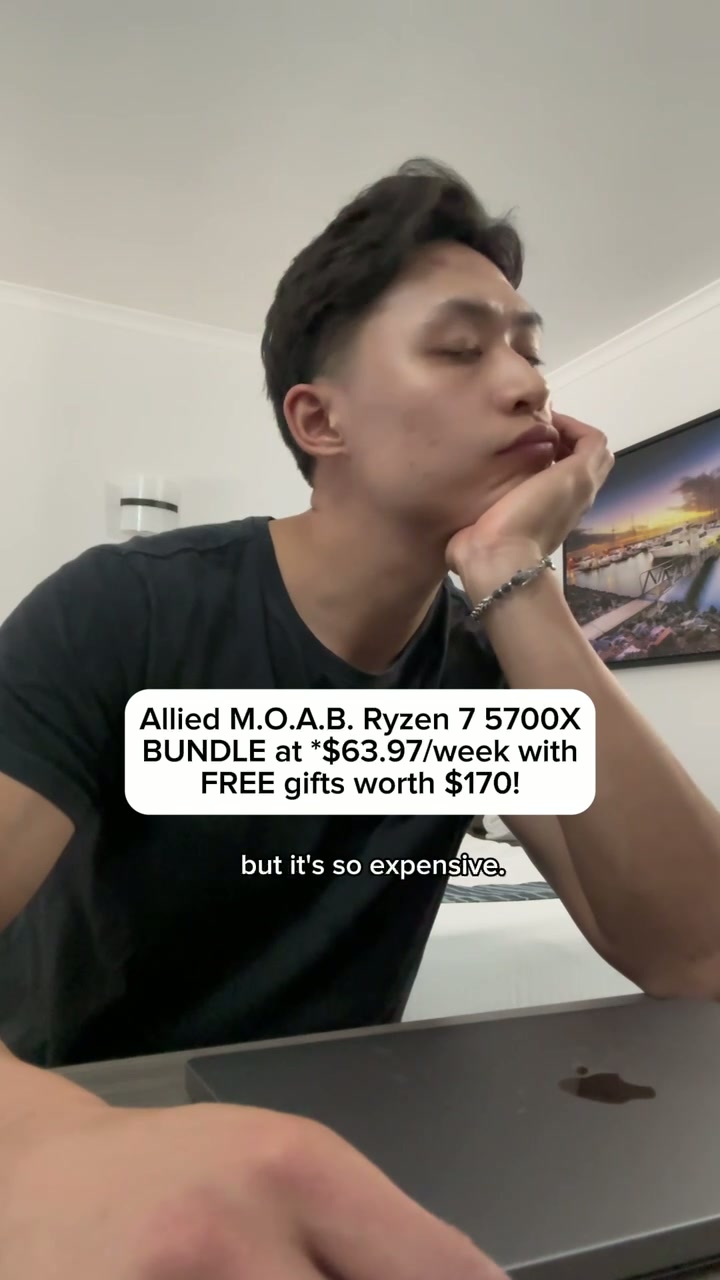 Allied M.O.A.B. Ryzen 7 5700X
BUNDLE at *$63.97/week with
FREE gifts worth $170!
but it's so expensive.